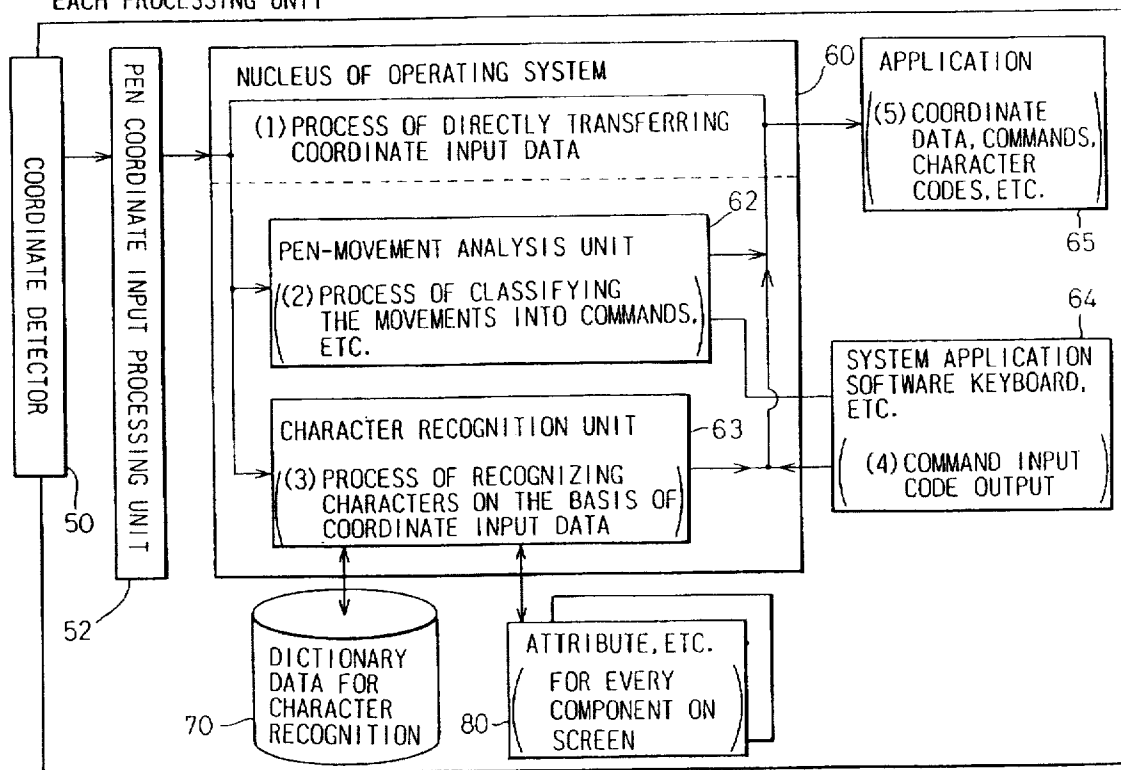 EACH PROCESSING UNIT
COORDINATE DETECTOR
50
PEN COORDINATE INPUT PROCESSING UNIT
52
NUCLEUS OF OPERATING SYSTEM
60
(1) PROCESS OF DIRECTLY TRANSFERRING
COORDINATE INPUT DATA
62
PEN-MOVEMENT ANALYSIS UNIT
(2) PROCESS OF CLASSIFYING
THE MOVEMENTS INTO COMMANDS,
ETC.
CHARACTER RECOGNITION UNIT
63
(3) PROCESS OF RECOGNIZING
CHARACTERS ON THE BASIS OF
COORDINATE INPUT DATA
APPLICATION
(5) COORDINATE
DATA, COMMANDS,
CHARACTER
CODES, ETC.
65
64
SYSTEM APPLICATION
SOFTWARE KEYBOARD,
ETC.
(4) COMMAND INPUT
CODE OUTPUT
DICTIONARY
DATA FOR
CHARACTER
RECOGNITION
70
ATTRIBUTE, ETC.
FOR EVERY
COMPONENT ON
SCREEN
80